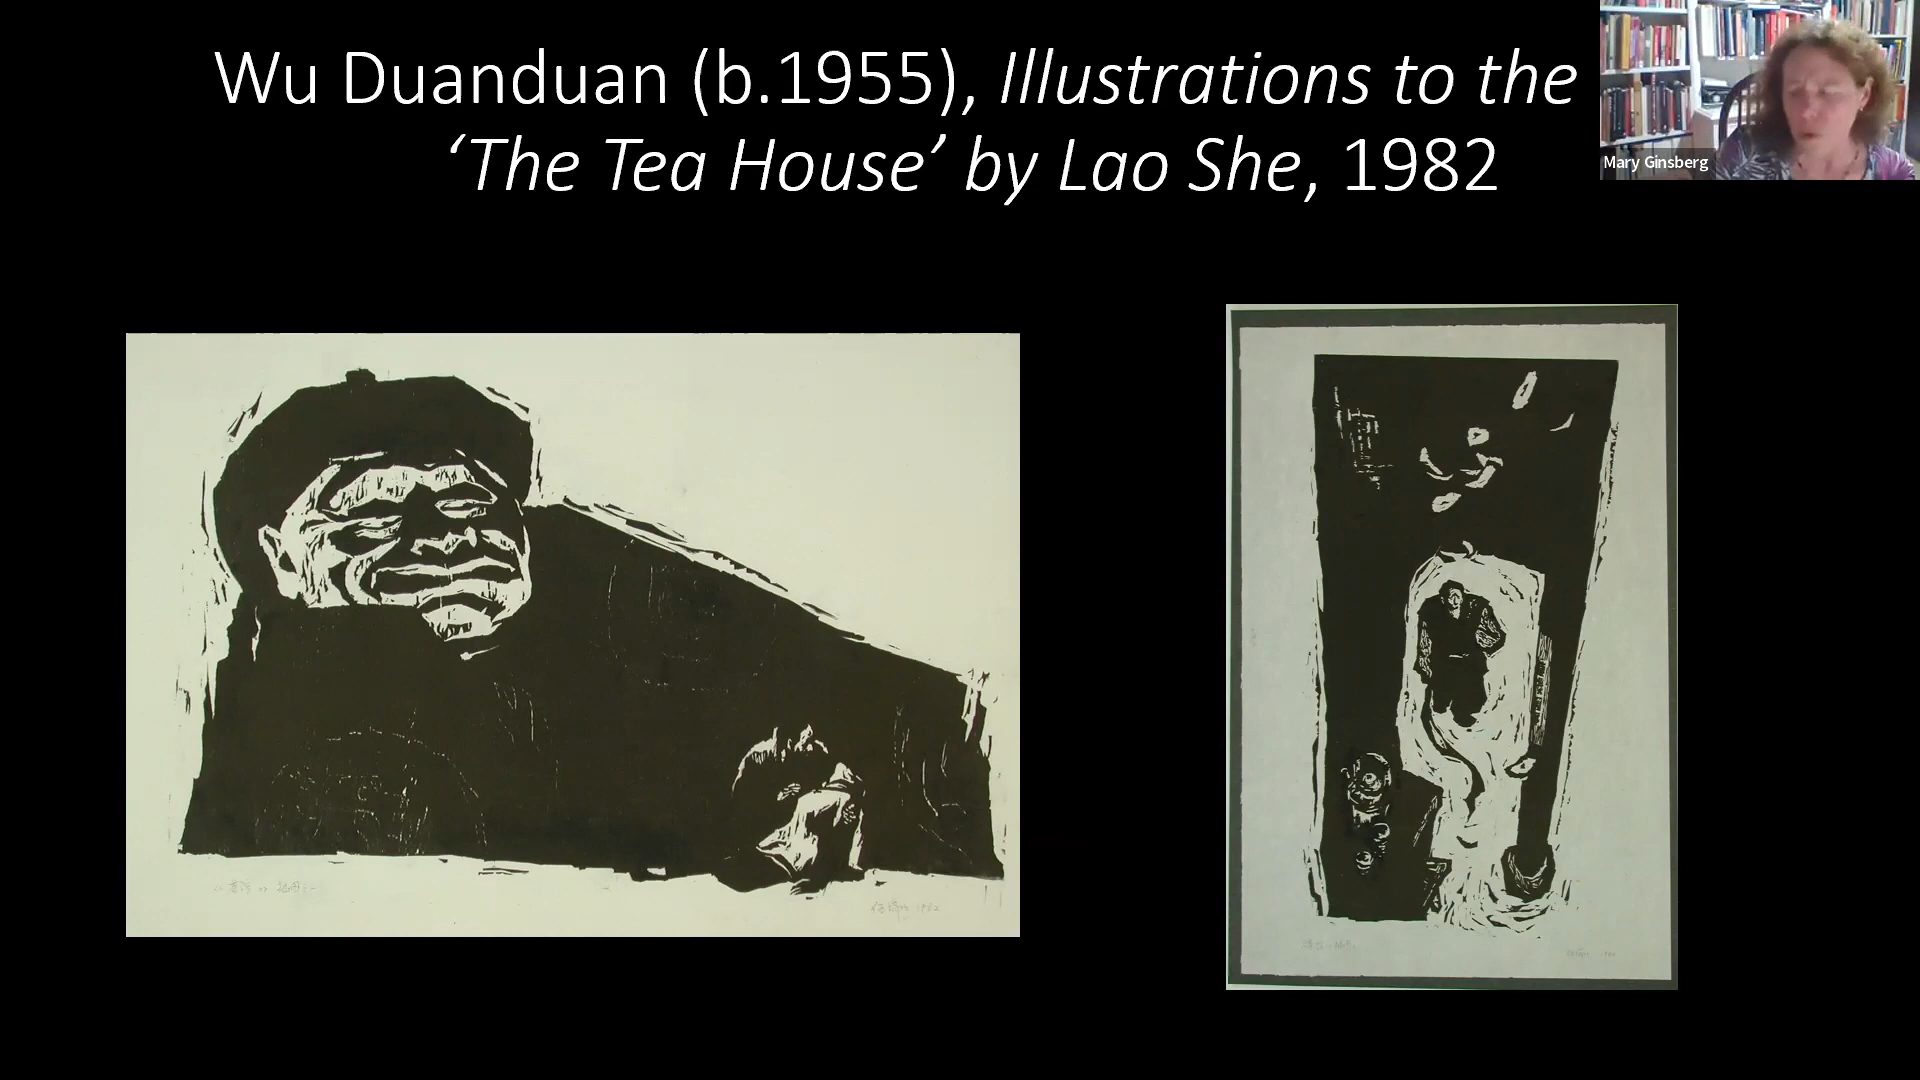 Wu Duanduan (b.1955), Illustrations to the
‘The Tea House’ by Lao She, 1982
Mary Ginsberg